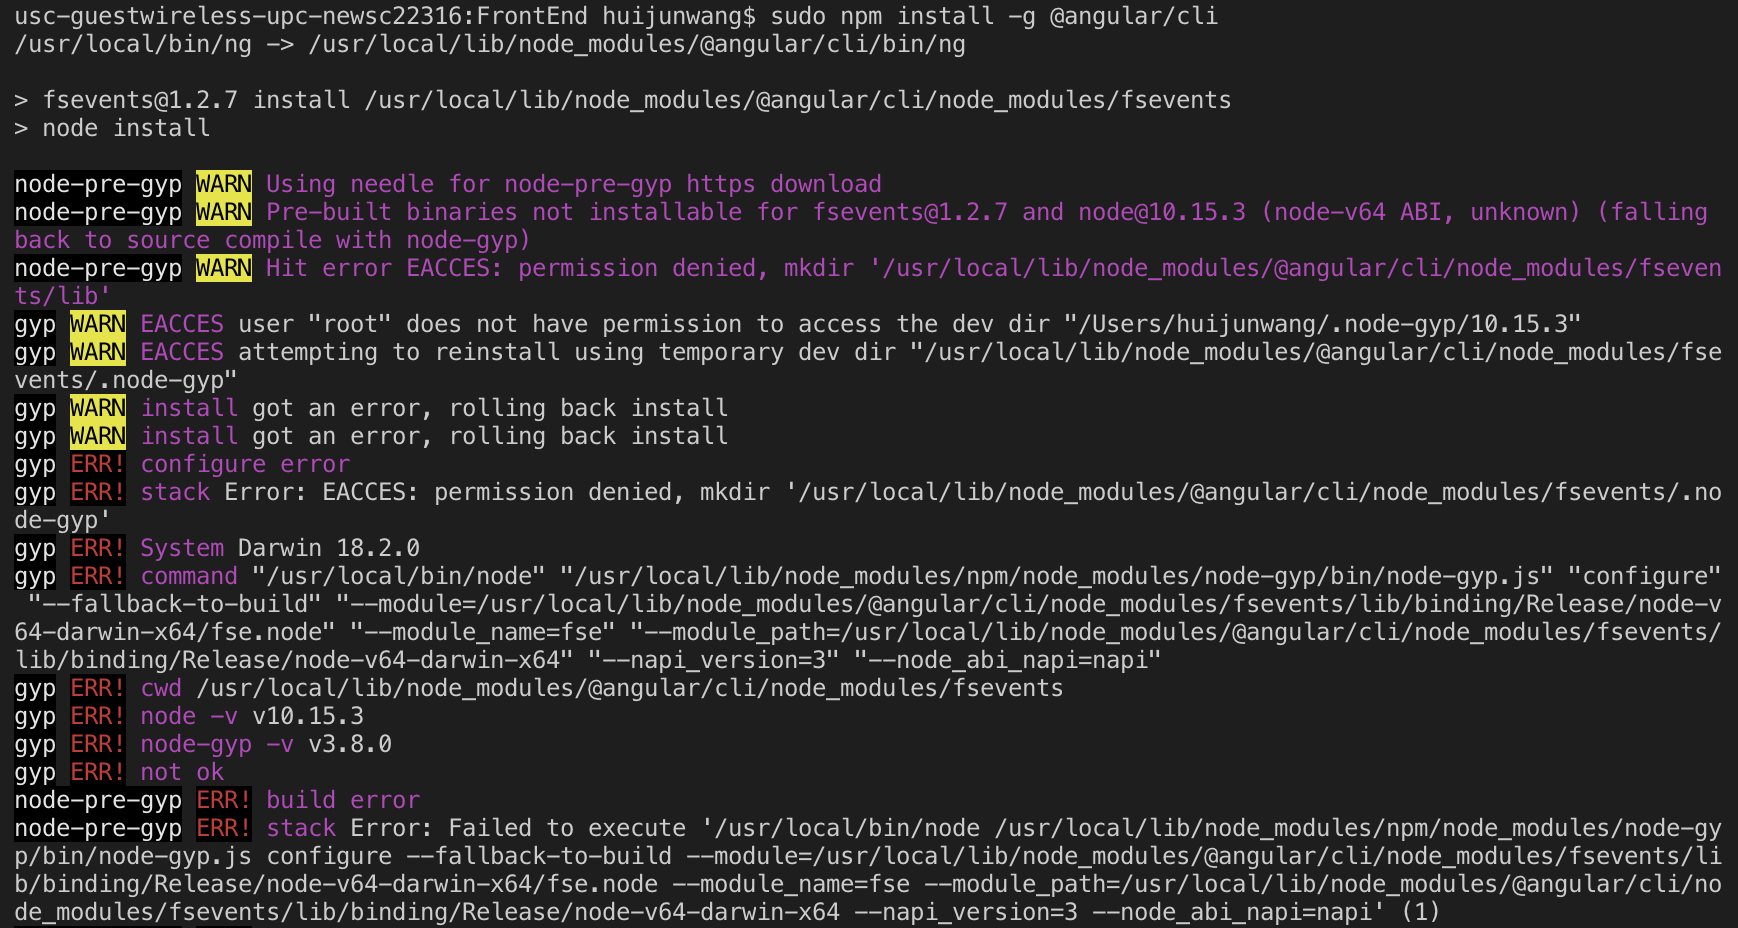 usc-guestwireless-upc-newsc22316:FrontEnd huijunwang$ sudo npm install -g @angular/cli
/usr/local/bin/ng -> /usr/local/lib/node_modules/@angular/cli/bin/ng
> fsevents@1.2.7 install /usr/local/lib/node_modules/@angular/cli/node_modules/fsevents
> node install
node-pre-gyp WARN Using needle for node-pre-gyp https download
node-pre-gyp WARN Pre-built binaries not installable for fsevents@1.2.7 and node@10.15.3 (node-v64 ABI, unknown) (falling
back to source compile with node-gyp)
node-pre-gyp WARN Hit error EACCES: permission denied, mkdir '/usr/local/lib/node_modules/@angular/cli/node_modules/fseven
ts/lib'
gyp WARN EACCES user "root" does not have permission to access the dev dir "/Users/huijunwang/.node-gyp/10.15.3"
gyp WARN EACCES attempting to reinstall using temporary dev dir "/usr/local/lib/node_modules/@angular/cli/node_modules/fse
vents/.node-gyp"
gyp WARN install got an error, rolling back install
gyp WARN install got an error, rolling back install
gyp ERR! configure error
gyp ERR! stack Error: EACCES: permission denied, mkdir '/usr/local/lib/node_modules/@angular/cli/node_modules/fsevents/.no
de-gyp'
gyp ERR! System Darwin 18.2.0
gyp ERR! command "/usr/local/bin/node" "/usr/local/lib/node_modules/npm/node_modules/node-gyp/bin/node-gyp.js" "configure"
"--fallback-to-build" "--module=/usr/local/lib/node_modules/@angular/cli/node_modules/fsevents/lib/binding/Release/node-v
64-darwin-x64/fse.node" "--module_name=fse" "--module_path=/usr/local/lib/node_modules/@angular/cli/node_modules/fsevents/
lib/binding/Release/node-v64-darwin-x64" "--napi_version=3" "--node_abi_napi=napi"
gyp ERR! cwd /usr/local/lib/node_modules/@angular/cli/node_modules/fsevents
gyp ERR! node -v v10.15.3
gyp ERR! node-gyp -v v3.8.0
gyp ERR! not ok
node-pre-gyp ERR! build error
node-pre-gyp ERR! stack Error: Failed to execute '/usr/local/bin/node /usr/local/lib/node_modules/npm/node_modules/node-gy
p/bin/node-gyp.js configure --fallback-to-build --module=/usr/local/lib/node_modules/@angular/cli/node_modules/fsevents/li
b/binding/Release/node-v64-darwin-x64/fse.node --module_name=fse --module_path=/usr/local/lib/node_modules/@angular/cli/no
de_modules/fsevents/lib/binding/Release/node-v64-darwin-x64 --napi_version=3 --node_abi_napi=napi' (1)